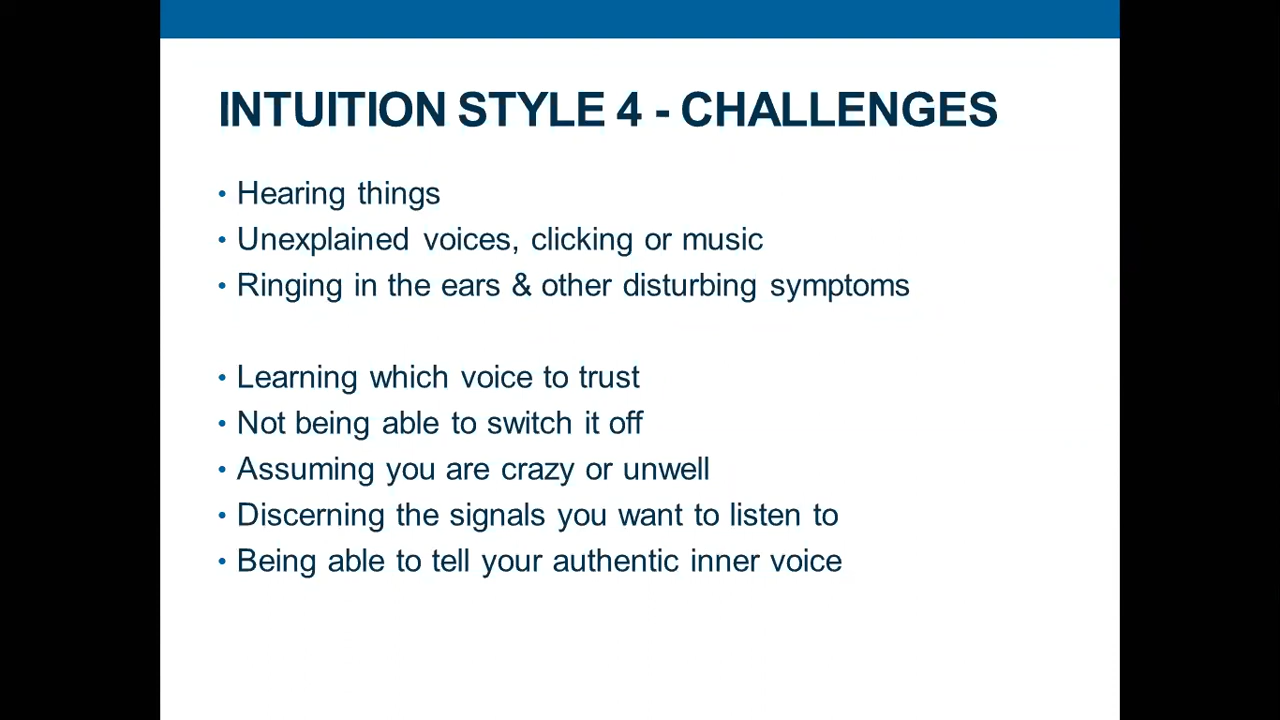 INTUITION STYLE 4 - CHALLENGES
• Hearing things
• Unexplained voices, clicking or music
• Ringing in the ears & other disturbing symptoms
• Learning which voice to trust
• Not being able to switch it off
• Assuming you are crazy or unwell
• Discerning the signals you want to listen to
• Being able to tell your authentic inner voice